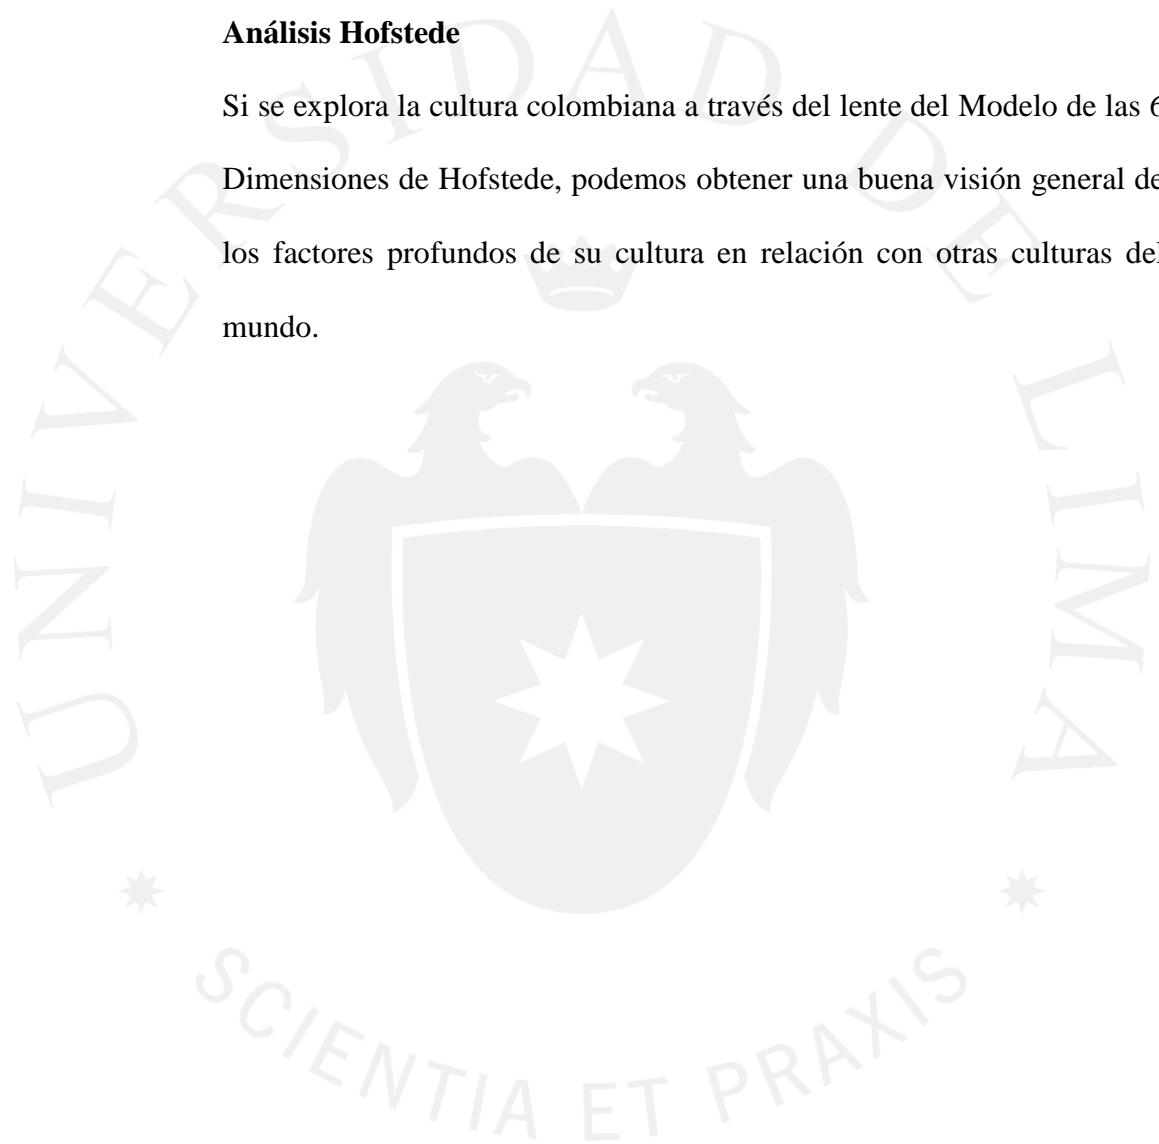 Análisis Hofstede
Si se explora la cultura colombiana a través del lente del Modelo de las 6
Dimensiones de Hofstede, podemos obtener una buena visión general de
los factores profundos de su cultura en relación con otras culturas del
mundo.
UNIVERSIDAD DE LIMA
SCIENTIA ET PRAXIS